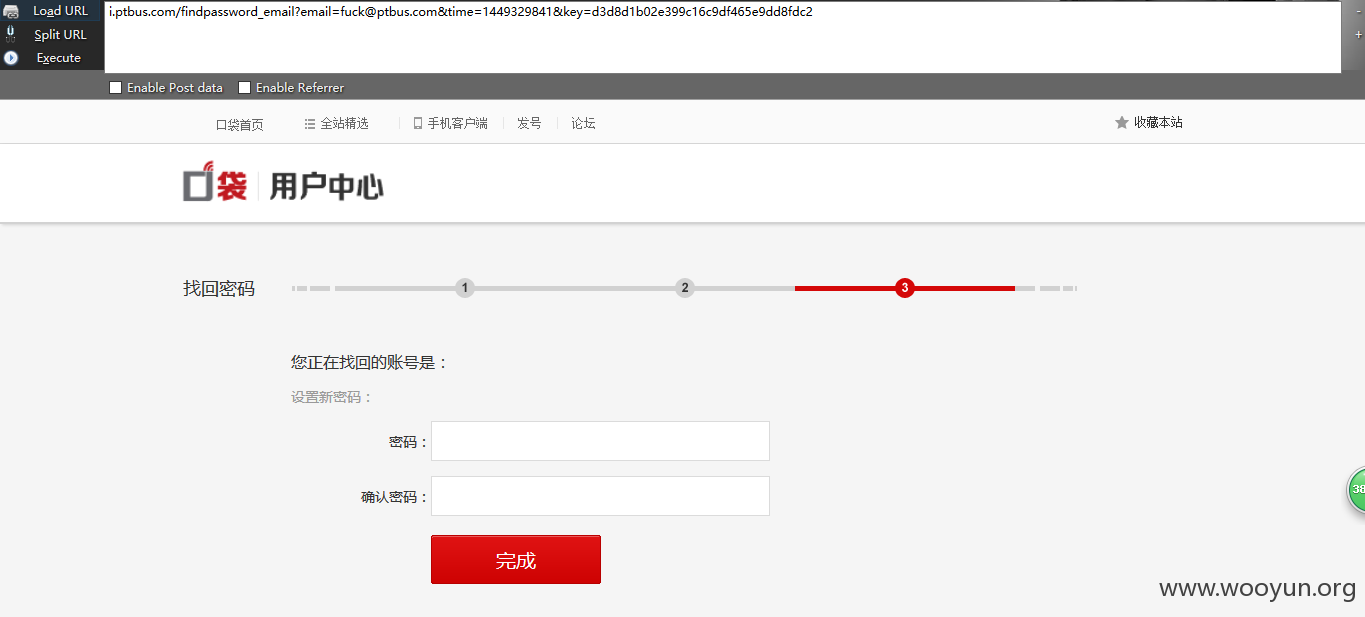 Load URL
i.ptbus.com/findpassword_email?email=fuck@ptbus.com&time=1449329841&key=d3d8d1b02e399c16c9df465e9dd8fdc2
Split URL
Execute
Enable Post data Enable Referrer
口袋首页 全站精选 手机客户端 发号 论坛 收藏本站
口袋 用户中心
找回密码 1 2 3
您正在找回的账号是：
设置新密码：
密码：
确认密码：
38
完成
www.wooyun.org